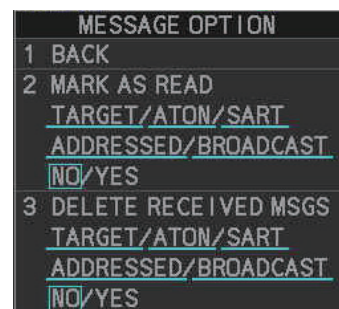 MESSAGE OPTION
1 BACK
2 MARK AS READ
TARGET/ATON/SART
ADDRESSED/BROADCAST
NO/YES
3 DELETE RECEIVED MSGS
TARGET/ATON/SART
ADDRESSED/BROADCAST
NO/YES